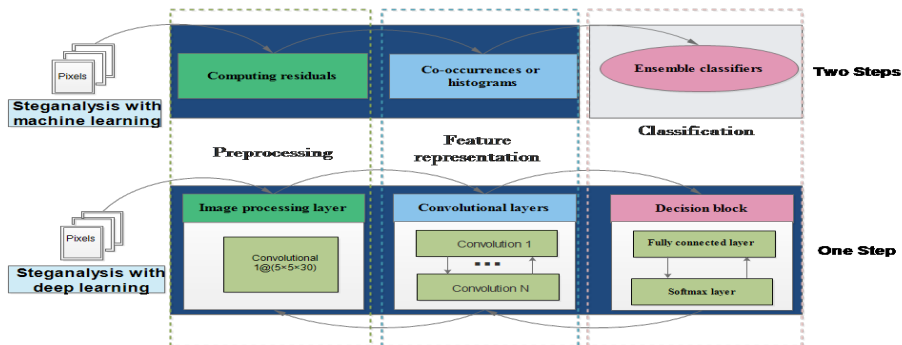 Pixels
Steganalysis with
machine learning
Computing residuals
Co-occurrences or
histograms
Ensemble classifiers
Two Steps
Preprocessing
Feature
representation
Classification
Pixels
Steganalysis with
deep learning
Image processing layer
Convolutional
1@(5×5×30)
Convolutional layers
Convolution 1
Convolution N
Decision block
Fully connected layer
Softmax layer
One Step